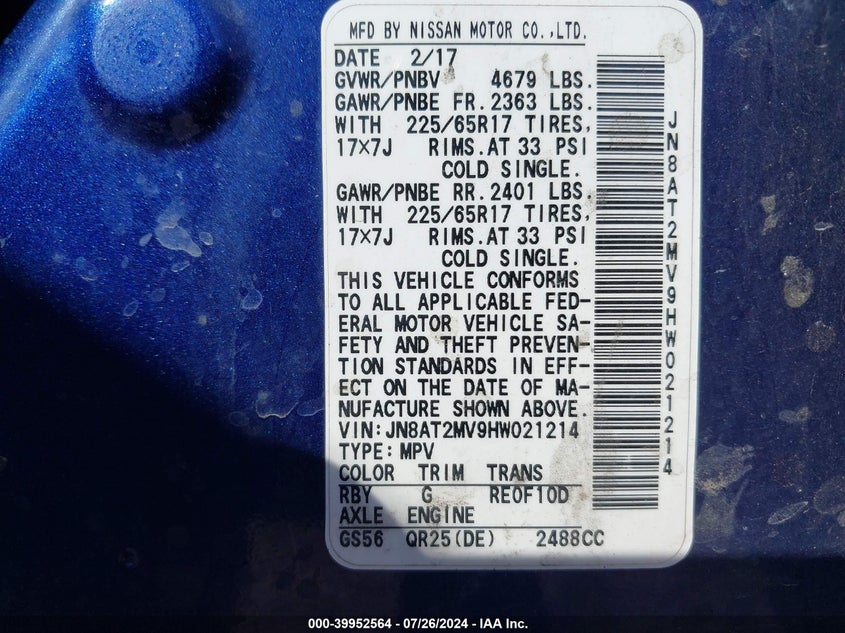 MFD BY NISSAN MOTOR CO.,LTD.
DATE 2/17
GVWR/PNBV 4679 LBS.
GAWR/PNBE FR.2363 LBS.
WITH 225/65R17 TIRES,
17×7J RIMS.AT 33 PSI
COLD SINGLE.
GAWR/PNBE RR.2401 LBS.
WITH 225/65R17 TIRES,
17×7J RIMS.AT 33 PSI
COLD SINGLE.
THIS VEHICLE CONFORMS
TO ALL APPLICABLE FED-
ERAL MOTOR VEHICLE SA-
FETY AND THEFT PREVEN-
TION STANDARDS IN EFF-
ECT ON THE DATE OF MA-
NUFACTURE SHOWN ABOVE.
VIN:JN8AT2MV9HW021214
TYPE:MPV
COLOR TRIM TRANS
RBY G RE0F10D
AXLE ENGINE
GS56 QR25(DE) 2488CC
JN8AT2MV9HW021214
000-39952564 - 07/26/2024 - IAA Inc.